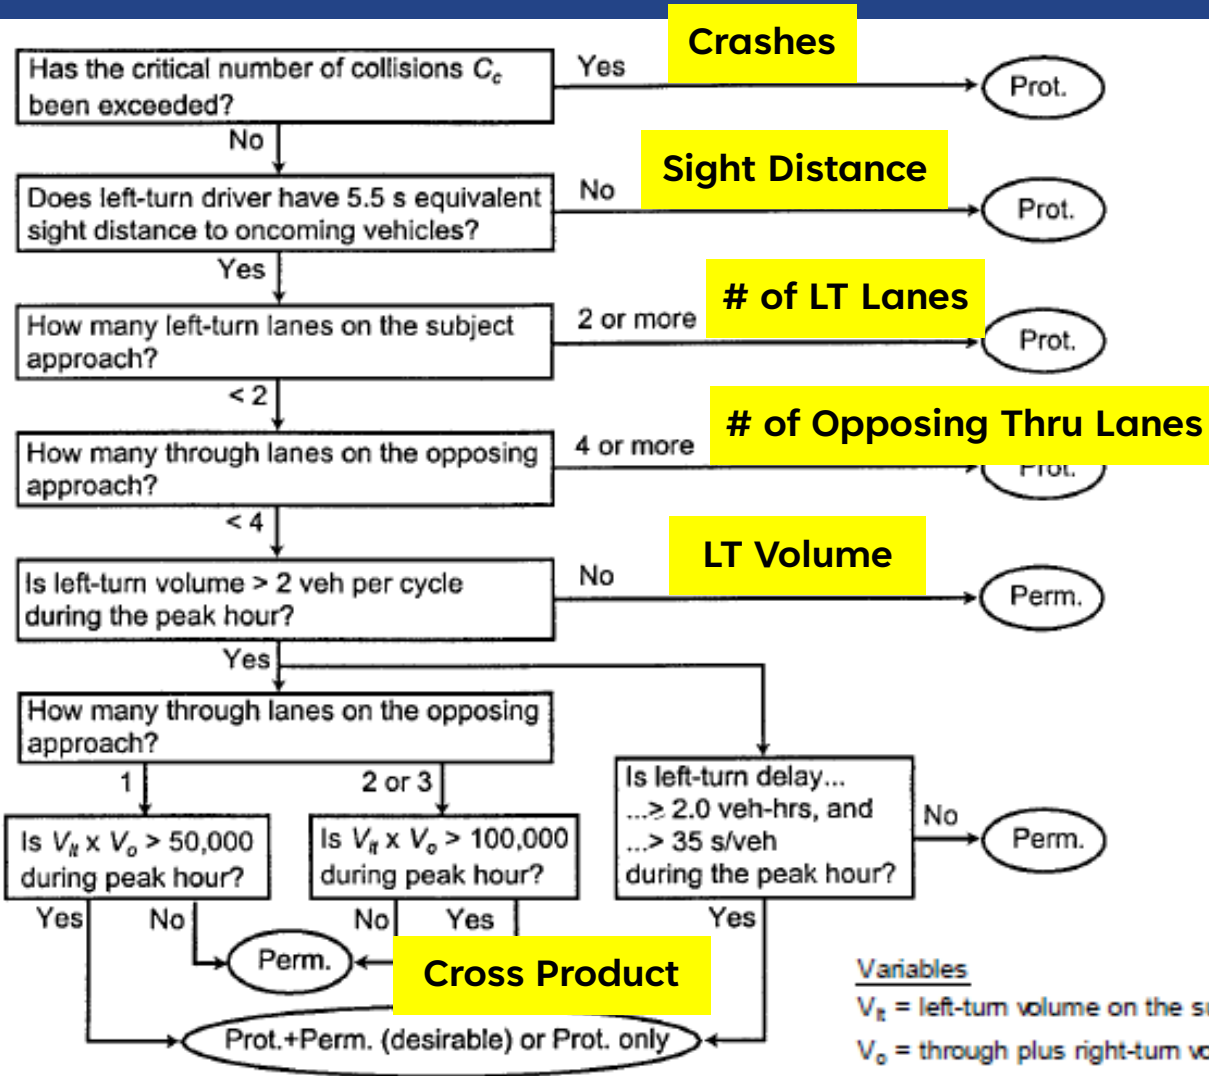 Crashes
Has the critical number of collisions Cc
been exceeded?
Yes
Prot.
No
Sight Distance
Does left-turn driver have 5.5 s equivalent
sight distance to oncoming vehicles?
No
Prot.
Yes
# of LT Lanes
How many left-turn lanes on the subject
approach?
2 or more
Prot.
< 2
# of Opposing Thru Lanes
How many through lanes on the opposing
approach?
4 or more
Prot.
< 4
LT Volume
Is left-turn volume > 2 veh per cycle
during the peak hour?
No
Perm.
Yes
How many through lanes on the opposing
approach?
1
2 or 3
Is left-turn delay...
...≥ 2.0 veh-hrs, and
...> 35 s/veh
during the peak hour?
No
Perm.
Is Vlt x Vo > 50,000
during peak hour?
Is Vlt x Vo > 100,000
during peak hour?
Yes
No
No
Yes
Yes
Perm.
Cross Product
Prot.+Perm. (desirable) or Prot. only
Variables
Vlt = left-turn volume on the
Vo = through plus right-turn